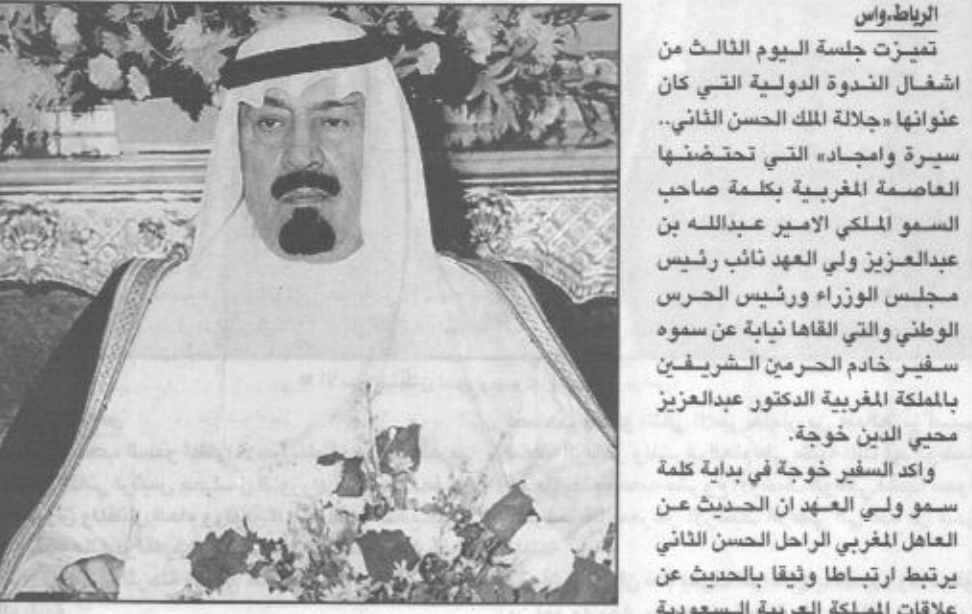 الرباط.واس
تميزت جلسة اليوم الثالث من
اشغال الندوة الدولية التي كان
عنوانها «جلالة الملك الحسن الثاني..
سيرة وامجاد» التي تحتضنها
العاصمة المغربية بكلمة صاحب
السمو الملكي الامير عبدالله بن
عبدالعزيز ولي العهد نائب رئيس
مجلس الوزراء ورئيس الحرس
الوطني والتي القاها نيابة عن سموه
سفير خادم الحرمين الشريفين
بالمملكة المغربية الدكتور عبدالعزيز
محيي الدين خوجة.
واكد السفير خوجة في بداية كلمة
سمو ولي العهد ان الحديث عن
العاهل المغربي الراحل الحسن الثاني
يرتبط ارتباطا وثيقا بالحديث عن
علاقات المملكة العربية السعودية